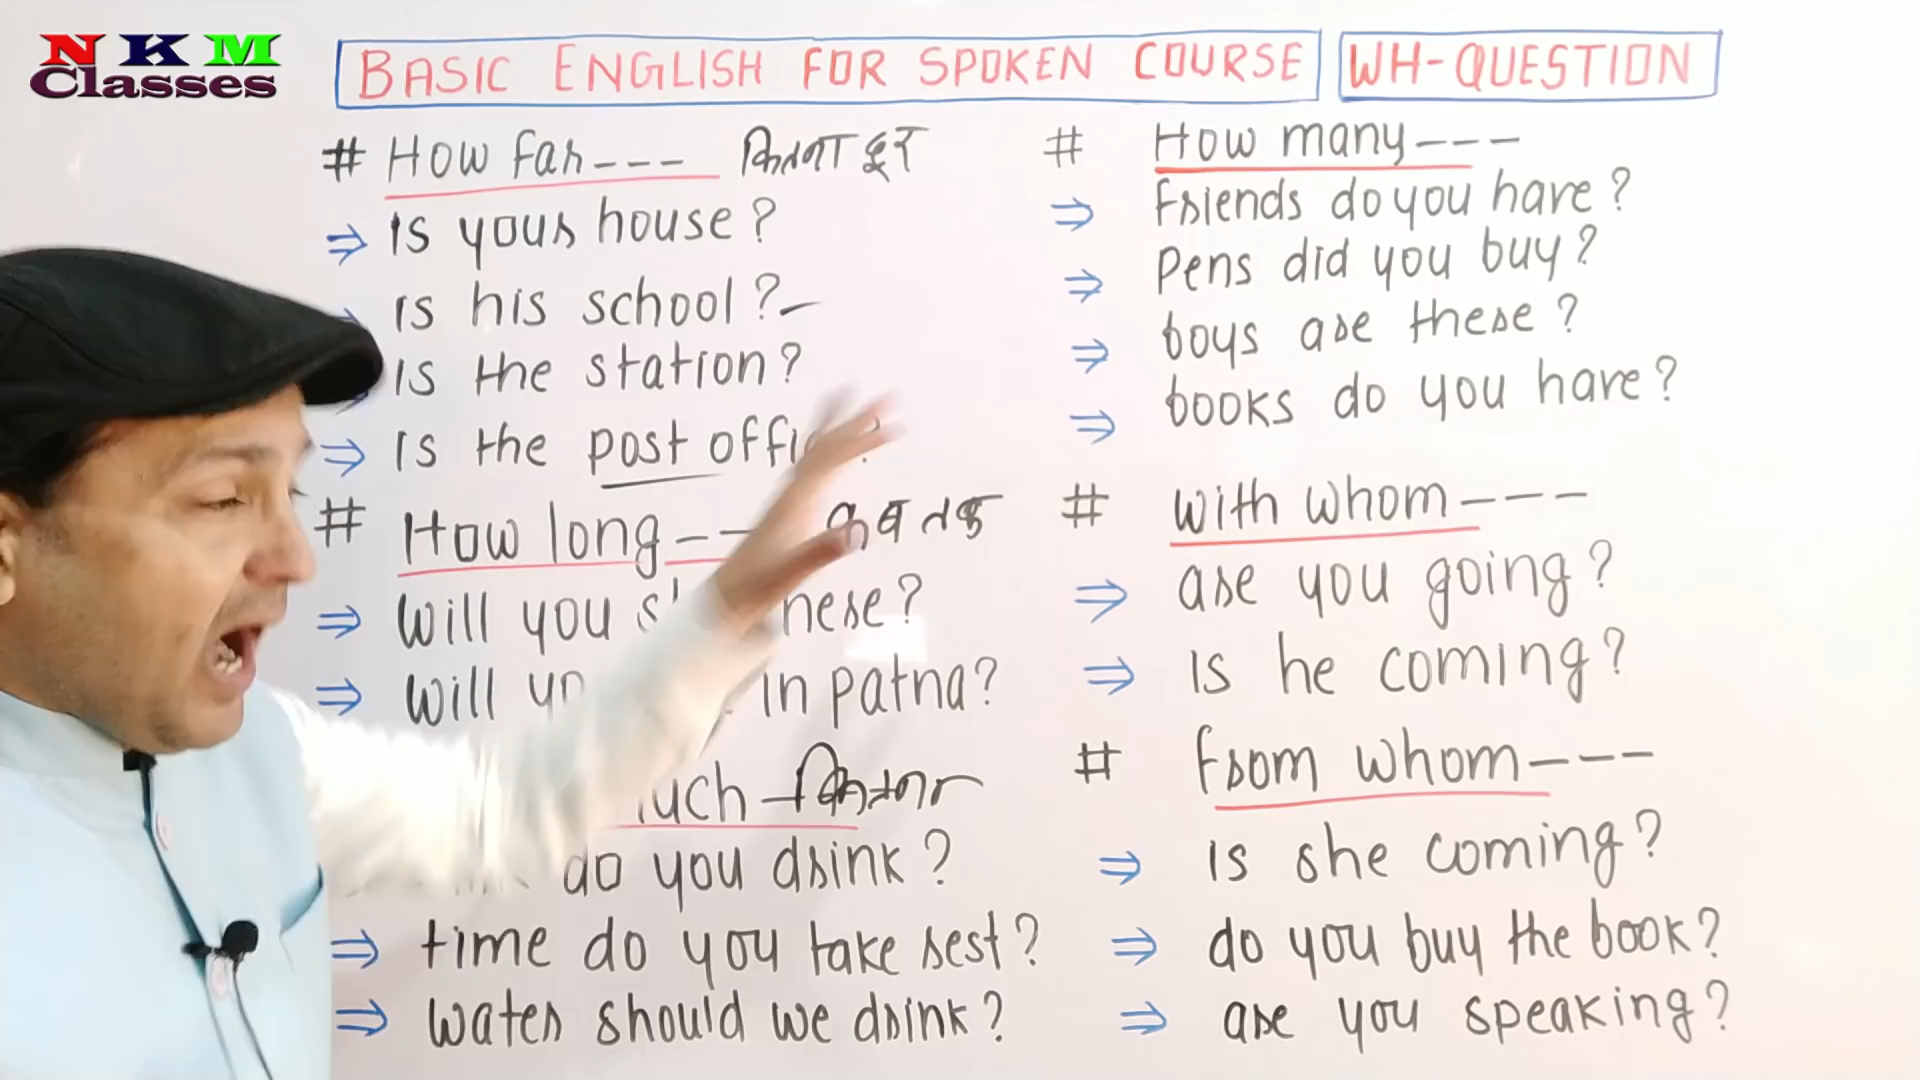 NKM
Classes
BASIC ENGLISH FOR SPOKEN COURSE
WH-QUESTION
# How far--- कितना दूर
⇒ is your house?
is his school?
is the station?
⇒ is the post
# How long--- कब तक
⇒ will you
⇒ will in patna?
कितना
do you drink?
⇒ time do you take rest?
⇒ water should we drink?
# How many---
⇒ friends do you have?
⇒ pens did you buy?
⇒ boys are these?
⇒ books do you have?
# with whom---
⇒ are you going?
⇒ is he coming?
# from whom---
⇒ is she coming?
⇒ do you buy the book?
⇒ are you speaking?